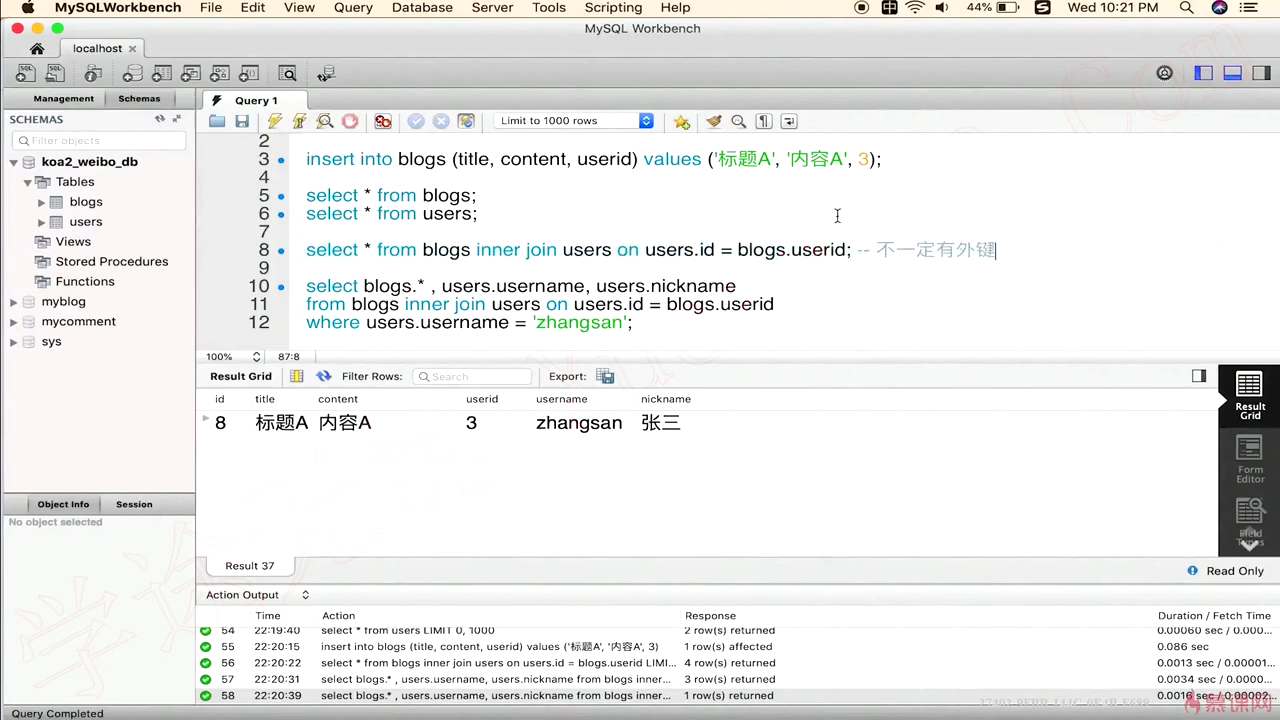 MySQLWorkbench File Edit View Query Database Server Tools Scripting Help 中 44% S Wed 10:21 PM
MySQL Workbench
localhost
Management Schemas
Query 1
SCHEMAS
Limit to 1000 rows
Filter objects
koa2_weibo_db
Tables
blogs
users
Views
Stored Procedures
Functions
myblog
mycomment
sys
2
3 insert into blogs (title, content, userid) values ('标题A', '内容A', 3);
4
5 select * from blogs;
6 select * from users;
7
8 select * from blogs inner join users on users.id = blogs.userid; -- 不一定有外键
9
10 select blogs.* , users.username, users.nickname
11 from blogs inner join users on users.id = blogs.userid
12 where users.username = 'zhangsan';
100% 87:8
Result Grid Filter Rows: Search Export:
id title content userid username nickname
8 标题A 内容A 3 zhangsan 张三
Result Grid
Form Editor
Field Types
Object Info Session
No object selected
Result 37
Read Only
Action Output
Time Action Response Duration / Fetch Time
54 22:19:40 select * from users LIMIT 0, 1000 2 row(s) returned 0.00060 sec / 0.000...
55 22:20:15 insert into blogs (title, content, userid) values ('标题A', '内容A', 3) 1 row(s) affected 0.086 sec
56 22:20:22 select * from blogs inner join users on users.id = blogs.userid LIMI... 4 row(s) returned 0.0013 sec / 0.00001...
57 22:20:31 select blogs.* , users.username, users.nickname from blogs inner... 3 row(s) returned 0.0034 sec / 0.000...
58 22:20:39 select blogs.* , users.username, users.nickname from blogs inner... 1 row(s) returned 0.0016 sec / 0.00002...
Query Completed
慕课网